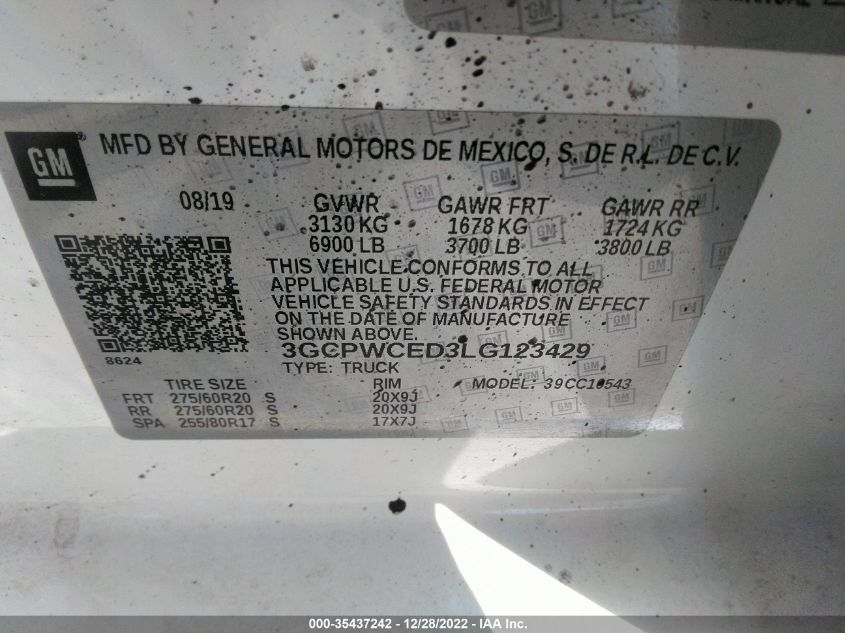 GM
MFD BY GENERAL MOTORS DE MEXICO, S. DE R.L. DE C.V.
08/19 GVWR GAWR FRT GAWR RR
3130 KG 1678 KG 1724 KG
6900 LB 3700 LB 3800 LB
THIS VEHICLE CONFORMS TO ALL
APPLICABLE U.S. FEDERAL MOTOR
VEHICLE SAFETY STANDARDS IN EFFECT
ON THE DATE OF MANUFACTURE
SHOWN ABOVE.
8624
3GCPWCED3LG123429
TYPE: TRUCK
TIRE SIZE RIM MODEL: 39CC10543
FRT 275/60R20 S 20X9J
RR 275/60R20 S 20X9J
SPA 255/80R17 S 17X7J
000-35437242 - 12/28/2022 - IAA Inc.